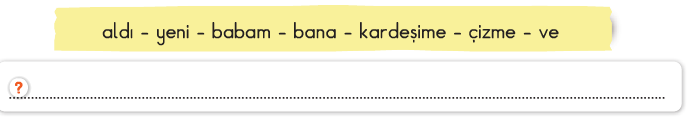 aldı - yeni - babam - bana - kardeşime - çizme - ve
?